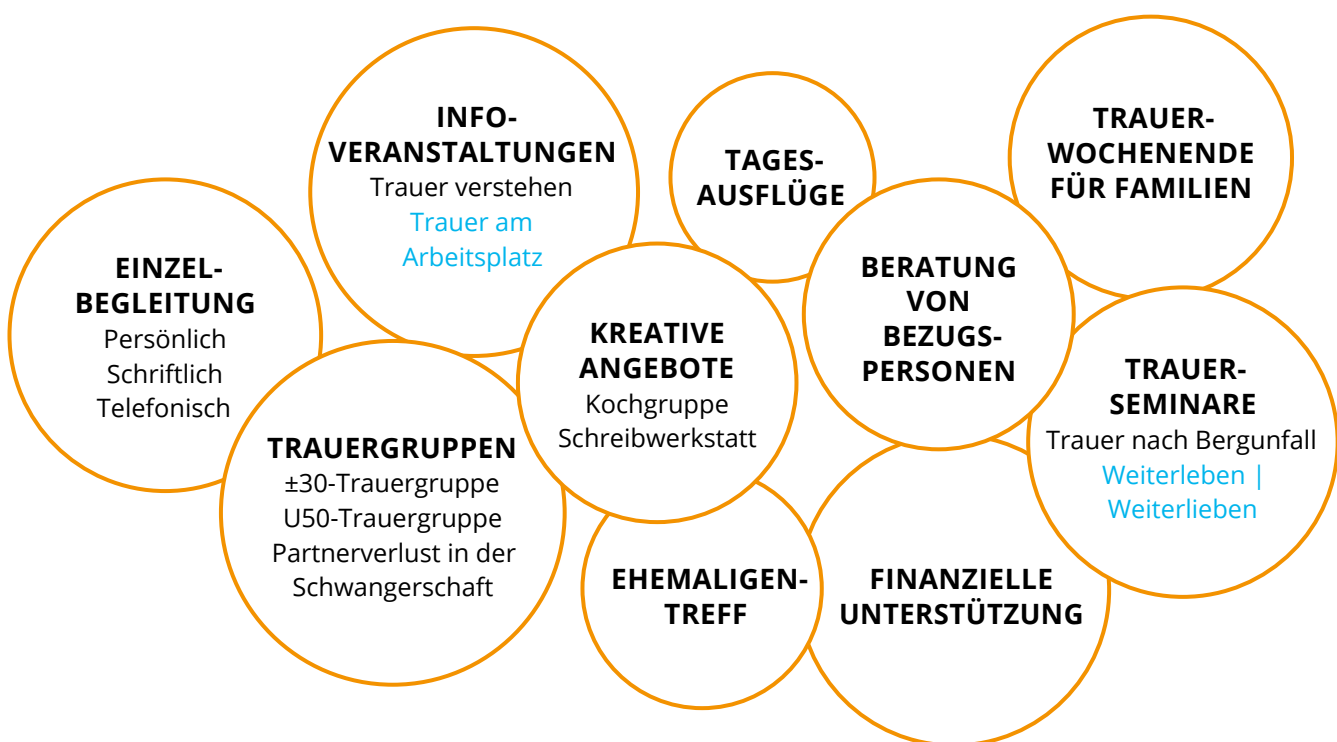 INFO-
VERANSTALTUNGEN
Trauer verstehen
Trauer am
Arbeitsplatz
TAGES-
AUSFLÜGE
TRAUER-
WOCHENENDE
FÜR FAMILIEN
EINZEL-
BEGLEITUNG
Persönlich
Schriftlich
Telefonisch
KREATIVE
ANGEBOTE
Kochgruppe
Schreibwerkstatt
BERATUNG
VON
BEZUGS-
PERSONEN
TRAUER-
SEMINARE
Trauer nach Bergunfall
Weiterleben |
Weiterlieben
TRAUERGRUPPEN
±30-Trauergruppe
U50-Trauergruppe
Partnerverlust in der
Schwangerschaft
EHEMALIGEN-
TREFF
FINANZIELLE
UNTERSTÜTZUNG